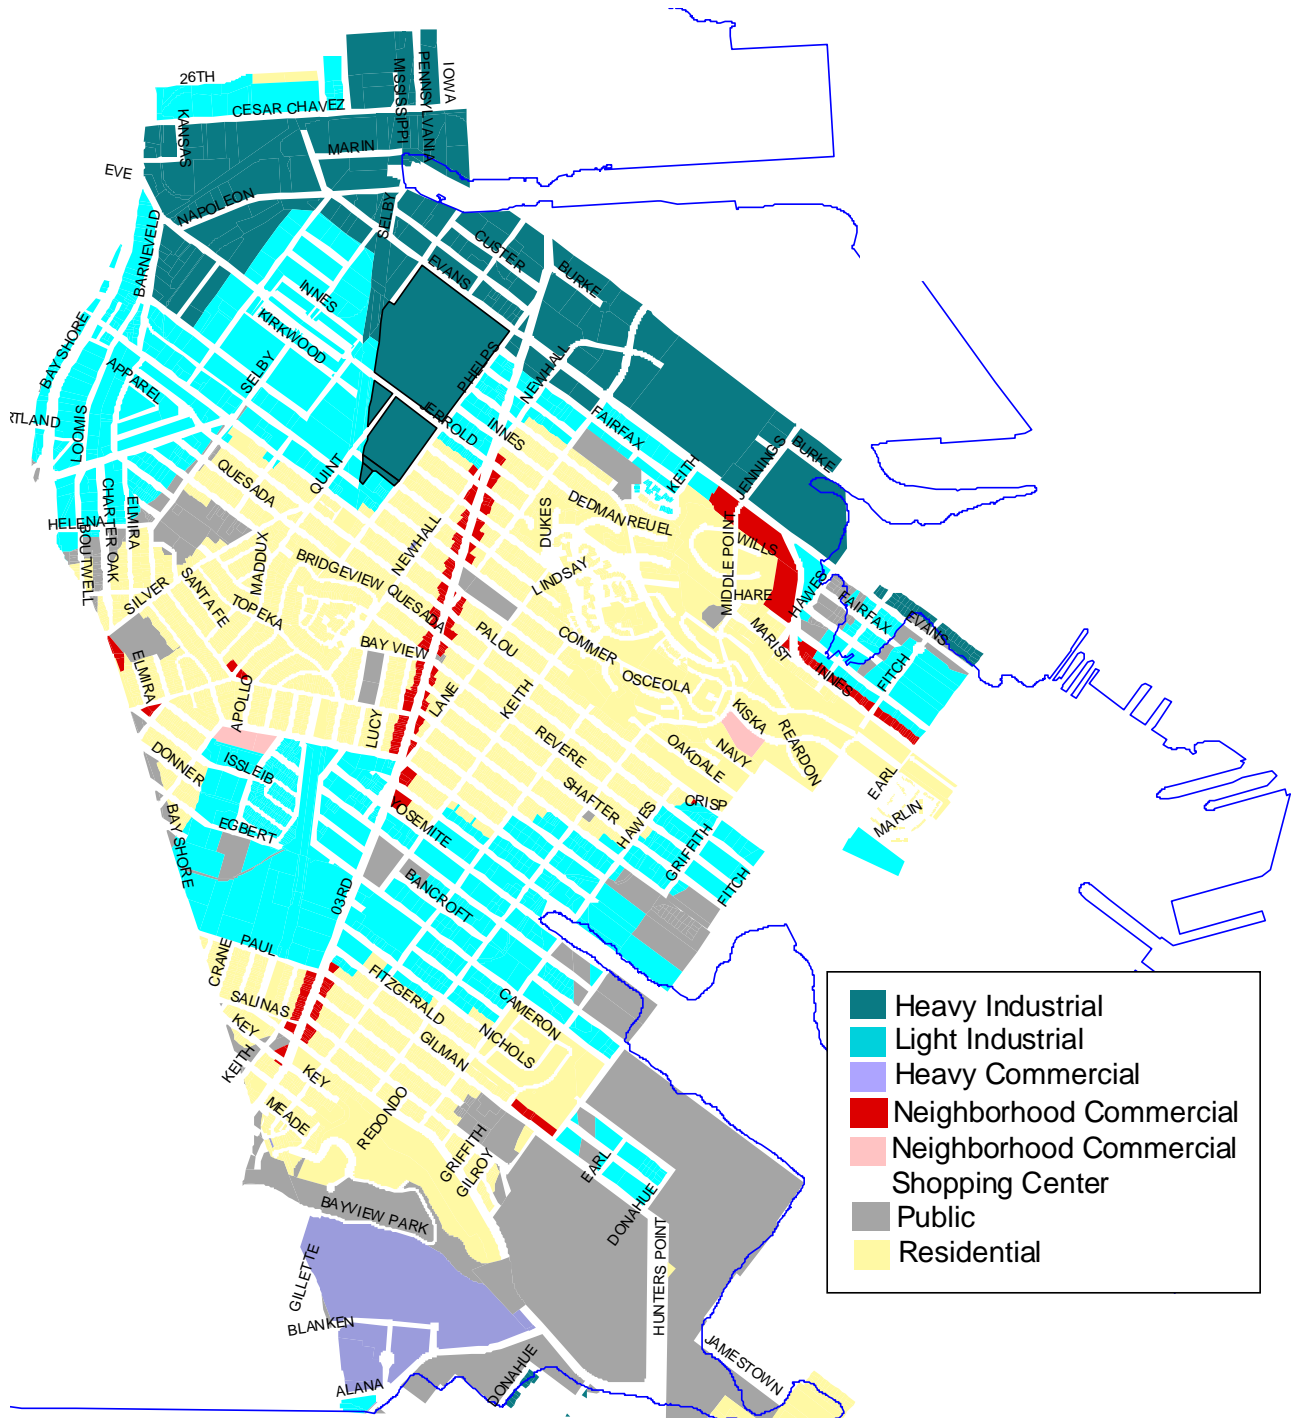 26TH
MISSISSIPPI
PENNSYLVANIA
IOWA
CESAR CHAVEZ
KANSAS
MARIN
EVE
NAPOLEON
SELBY
BARNEVELD
CUSTER
EVANS
BURKE
INNES
KIRKWOOD
BAY SHORE
APPAREL
SELBY
PHELPS
NEWHALL
RTLAND
LOOMIS
JERROLD
INNES
FAIRFAX
KEITH
JENNINGS
BURKE
QUESADA
QUINT
CHARTER OAK
ELMIRA
HELENA
BOUTWELL
DUKES
DEDMAN
REUEL
MADDUX
NEWHALL
MIDDLE POINT
WILLS
BRIDGEVIEW
LINDSAY
SILVER
SANTA FE
TOPEKA
QUESADA
HARE
HAWES
FAIRFAX
EVANS
PALOU
COMMER
MARIST
BAY VIEW
ELMIRA
OSCEOLA
INNES
FITCH
APOLLO
LANE
KEITH
LUCY
KISKA
REARDON
DONNER
ISSLEIB
REVERE
OAKDALE
NAVY
EARL
SHAFTER
CRISP
MARLIN
BAY SHORE
EGBERT
YOSEMITE
HAWES
GRIFFITH
FITCH
03RD
BANCROFT
PAUL
CRANE
FITZGERALD
CAMERON
SALINAS
KEY
GILMAN
NICHOLS
KEITH
KEY
MEADE
REDONDO
GRIFFITH
GILROY
EARL
DONAHUE
BAYVIEW PARK
HUNTERS POINT
GILLETTE
BLANKEN
ALANA
DONAHUE
JAMESTOWN
Heavy Industrial
Light Industrial
Heavy Commercial
Neighborhood Commercial
Neighborhood Commercial
Shopping Center
Public
Residential